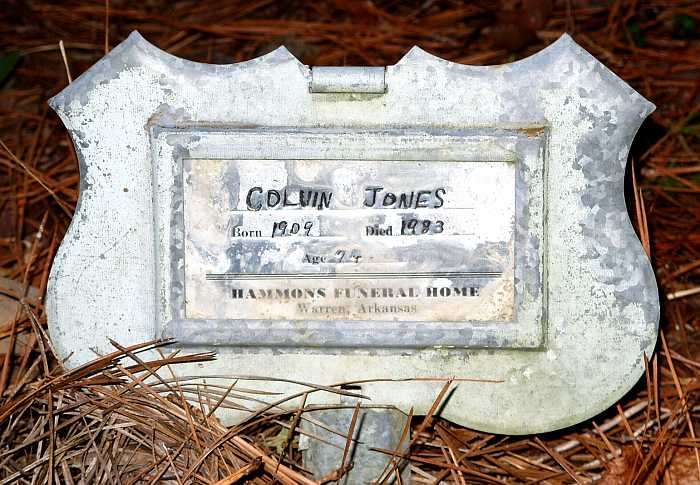 COLVIN JONES
Born 1909 Died 1983
Age 74
HAMMONS FUNERAL HOME
Warren, Arkansas